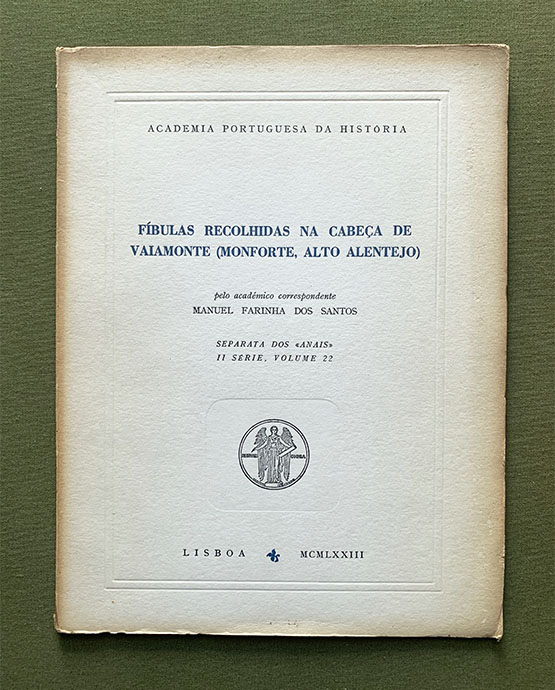 ACADEMIA PORTUGUESA DA HISTÓRIA
FÍBULAS RECOLHIDAS NA CABEÇA DE
VAIAMONTE (MONFORTE, ALTO ALENTEJO)
pelo académico correspondente
MANUEL FARINHA DOS SANTOS
SEPARATA DOS «ANAIS»
II SÉRIE, VOLUME 22
LISBOA MCMLXXIII